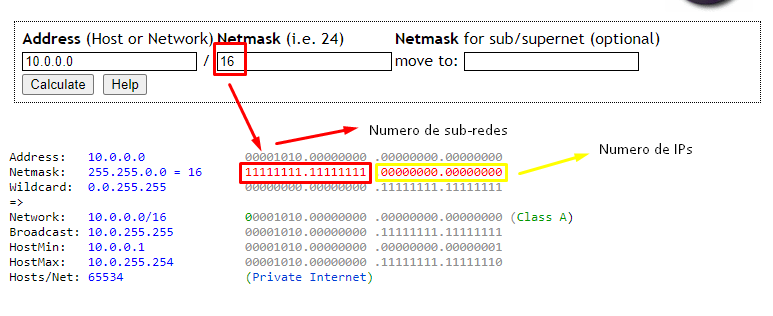 Address (Host or Network) Netmask (i.e. 24) Netmask for sub/supernet (optional)
10.0.0.0 / 16 move to:
Calculate Help
Numero de sub-redes
Numero de IPs
Address: 10.0.0.0 00001010.00000000 .00000000.00000000
Netmask: 255.255.0.0 = 16 11111111.11111111 00000000.00000000
Wildcard: 0.0.255.255 00000000.00000000 .11111111.11111111
=>
Network: 10.0.0.0/16 00001010.00000000 .00000000.00000000 (Class A)
Broadcast: 10.0.255.255 00001010.00000000 .11111111.11111111
HostMin: 10.0.0.1 00001010.00000000 .00000000.00000001
HostMax: 10.0.255.254 00001010.00000000 .11111111.11111110
Hosts/Net: 65534 (Private Internet)